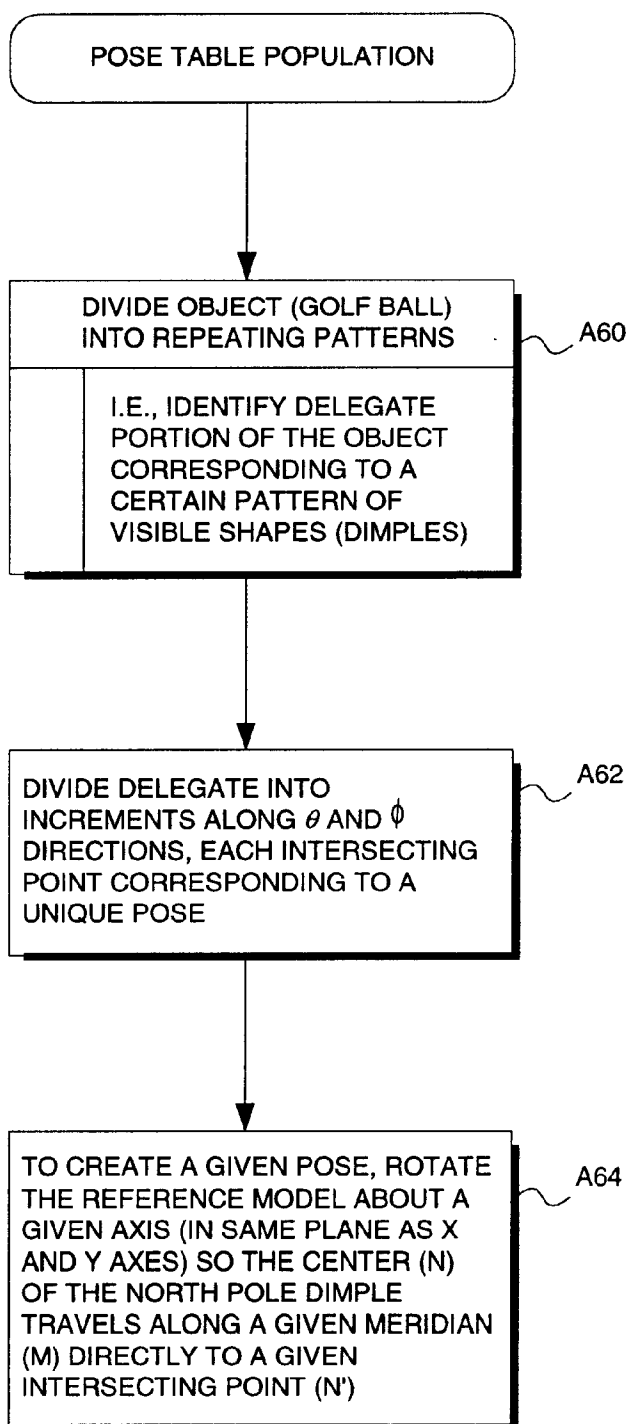 POSE TABLE POPULATION
DIVIDE OBJECT (GOLF BALL)
INTO REPEATING PATTERNS
A60
I.E., IDENTIFY DELEGATE
PORTION OF THE OBJECT
CORRESPONDING TO A
CERTAIN PATTERN OF
VISIBLE SHAPES (DIMPLES)
A62
DIVIDE DELEGATE INTO
INCREMENTS ALONG θ AND ϕ
DIRECTIONS, EACH INTERSECTING
POINT CORRESPONDING TO A
UNIQUE POSE
A64
TO CREATE A GIVEN POSE, ROTATE
THE REFERENCE MODEL ABOUT A
GIVEN AXIS (IN SAME PLANE AS X
AND Y AXES) SO THE CENTER (N)
OF THE NORTH POLE DIMPLE
TRAVELS ALONG A GIVEN MERIDIAN
(M) DIRECTLY TO A GIVEN
INTERSECTING POINT (N')